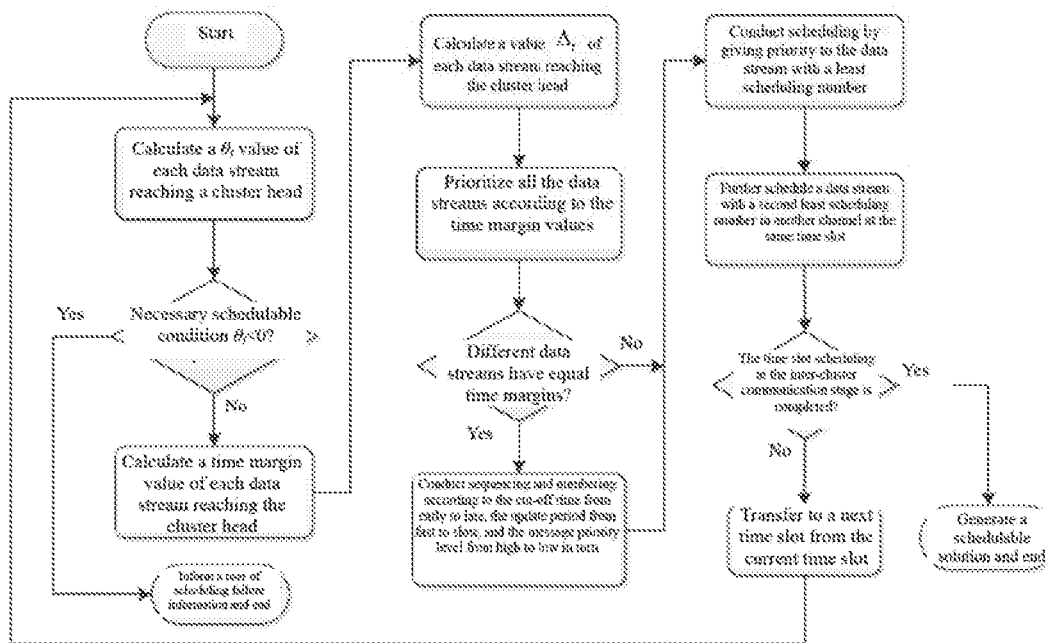 Start
Calculate a θᵢ value of
each data stream
reaching a cluster head
Yes
Necessary schedulable
condition θᵢ<0?
No
Calculate a time margin
value of each data
stream reaching the
cluster head
Inform a user of
scheduling failure
information and end
Calculate a value Δᵢ of
each data stream reaching
the cluster head
Prioritize all the data
streams according to the
time margin values
Different data
streams have equal
time margins?
No
Yes
Conduct sequencing and numbering
according to the cut-off time from
early to late, the update period from
fast to slow, and the message priority
level from high to low in turn
Conduct scheduling by
giving priority to the data
stream with a least
scheduling number
Further schedule a data stream
with a second least scheduling
number in another channel at the
same time slot
The time slot scheduling
at the inter-cluster
communication stage is
completed?
Yes
No
Transfer to a next
time slot from the
current time slot
Generate a
schedulable
solution and end